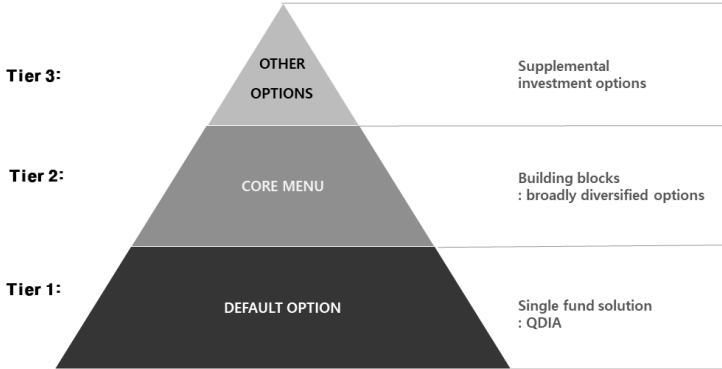 Tier 3:
OTHER
OPTIONS
Supplemental
investment options
Tier 2:
CORE MENU
Building blocks
: broadly diversified options
Tier 1:
DEFAULT OPTION
Single fund solution
: QDIA